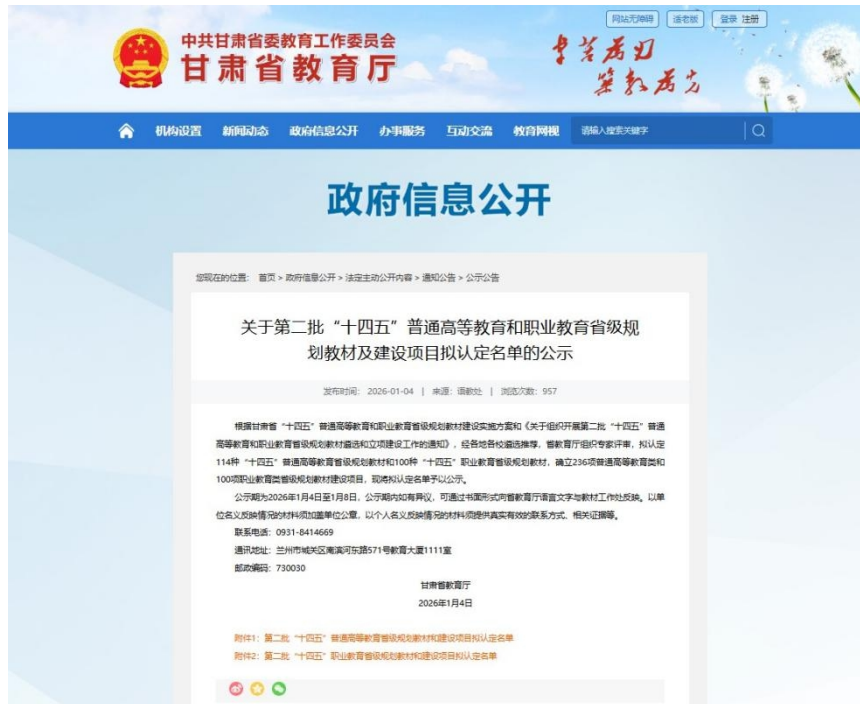 网站无障碍 适老版 登录 注册
中共甘肃省委教育工作委员会
甘肃省教育厅
机构设置 新闻动态 政府信息公开 办事服务 互动交流 教育网视 请输入搜索关键字
政府信息公开
您现在的位置： 首页 > 政府信息公开 > 法定主动公开内容 > 通知公告 > 公示公告
关于第二批“十四五”普通高等教育和职业教育省级规
划教材及建设项目拟认定名单的公示
发布时间： 2026-01-04 | 来源：语教处 | 浏览次数：957
根据甘肃省“十四五”普通高等教育和职业教育省级规划教材建设实施方案和《关于组织开展第二批“十四五”普通
高等教育和职业教育省级规划教材遴选和立项建设工作的通知》，经各地各校遴选推荐，省教育厅组织专家评审，拟认定
114种“十四五”普通高等教育省级规划教材和100种“十四五”职业教育省级规划教材，确立236项普通高等教育类和
100项职业教育类省级规划教材建设项目，现将拟认定名单予以公示。
公示期为2026年1月4日至1月8日，公示期内如有异议，可通过书面形式向省教育厅语言文字与教材工作处反映。以单
位名义反映情况的材料须加盖单位公章，以个人名义反映情况的材料须提供真实有效的联系方式、相关证据等。
联系电话：0931-8414669
通讯地址：兰州市城关区南滨河东路571号教育大厦1111室
邮政编码：730030
甘肃省教育厅
2026年1月4日
附件1：第二批“十四五”普通高等教育省级规划教材和建设项目拟认定名单
附件2：第二批“十四五”职业教育省级规划教材和建设项目拟认定名单